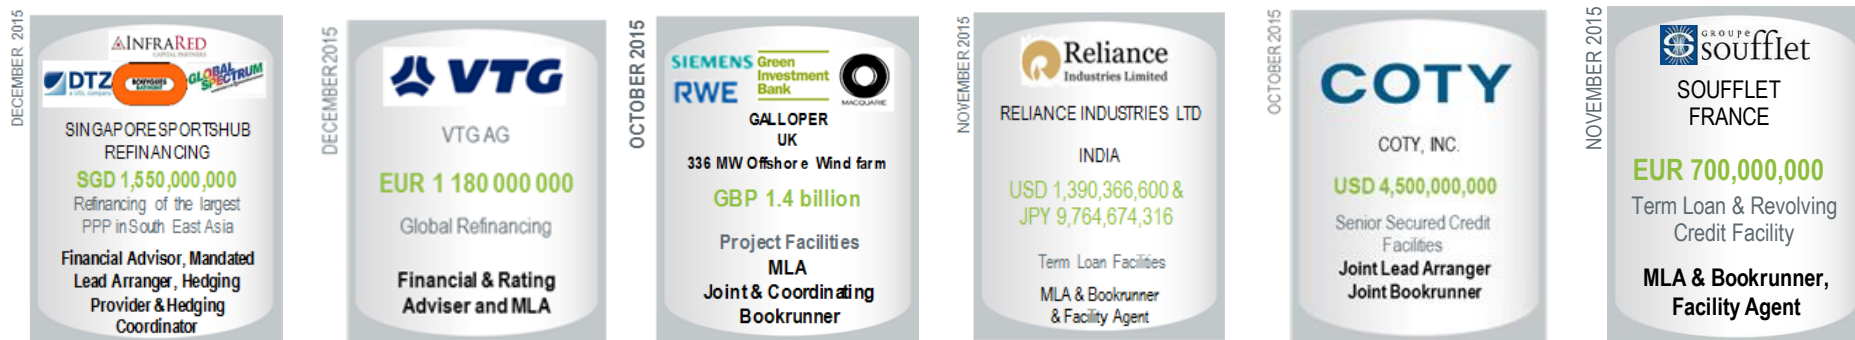 DECEMBER 2015
INFRARED
CAPITAL PARTNERS
DTZ
a UGL company
BOUYGUES
BATIMENT
GLOBAL
SPECTRUM
SINGAPORE SPORTSHUB
REFINANCING
SGD 1,550,000,000
Refinancing of the largest
PPP in South East Asia
Financial Advisor, Mandated
Lead Arranger, Hedging
Provider & Hedging
Coordinator
DECEMBER 2015
VTG
VTG AG
EUR 1 180 000 000
Global Refinancing
Financial & Rating
Adviser and MLA
OCTOBER 2015
SIEMENS
RWE
Green
Investment
Bank
MACQUARIE
GALLOPER
UK
336 MW Offshore Wind farm
GBP 1.4 billion
Project Facilities
MLA
Joint & Coordinating
Bookrunner
NOVEMBER 2015
Reliance
Industries Limited
RELIANCE INDUSTRIES LTD
INDIA
USD 1,390,366,600 &
JPY 9,764,674,316
Term Loan Facilities
MLA & Bookrunner
& Facility Agent
OCTOBER 2015
COTY
COTY, INC.
USD 4,500,000,000
Senior Secured Credit
Facilities
Joint Lead Arranger
Joint Bookrunner
NOVEMBER 2015
GROUPE
soufflet
SOUFFLET
FRANCE
EUR 700,000,000
Term Loan & Revolving
Credit Facility
MLA & Bookrunner,
Facility Agent